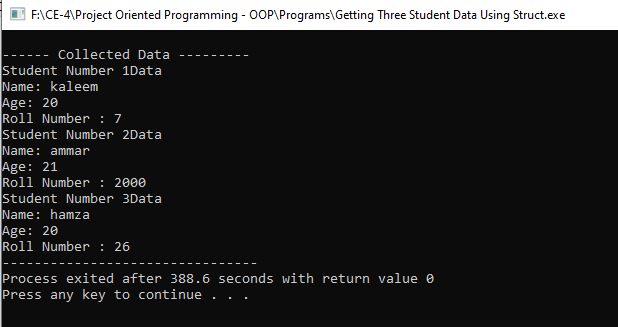 F:\CE-4\Project Oriented Programming - OOP\Programs\Getting Three Student Data Using Struct.exe
------ Collected Data ---------
Student Number 1Data
Name: kaleem
Age: 20
Roll Number : 7
Student Number 2Data
Name: ammar
Age: 21
Roll Number : 2000
Student Number 3Data
Name: hamza
Age: 20
Roll Number : 26
--------------------------------
Process exited after 388.6 seconds with return value 0
Press any key to continue . . .